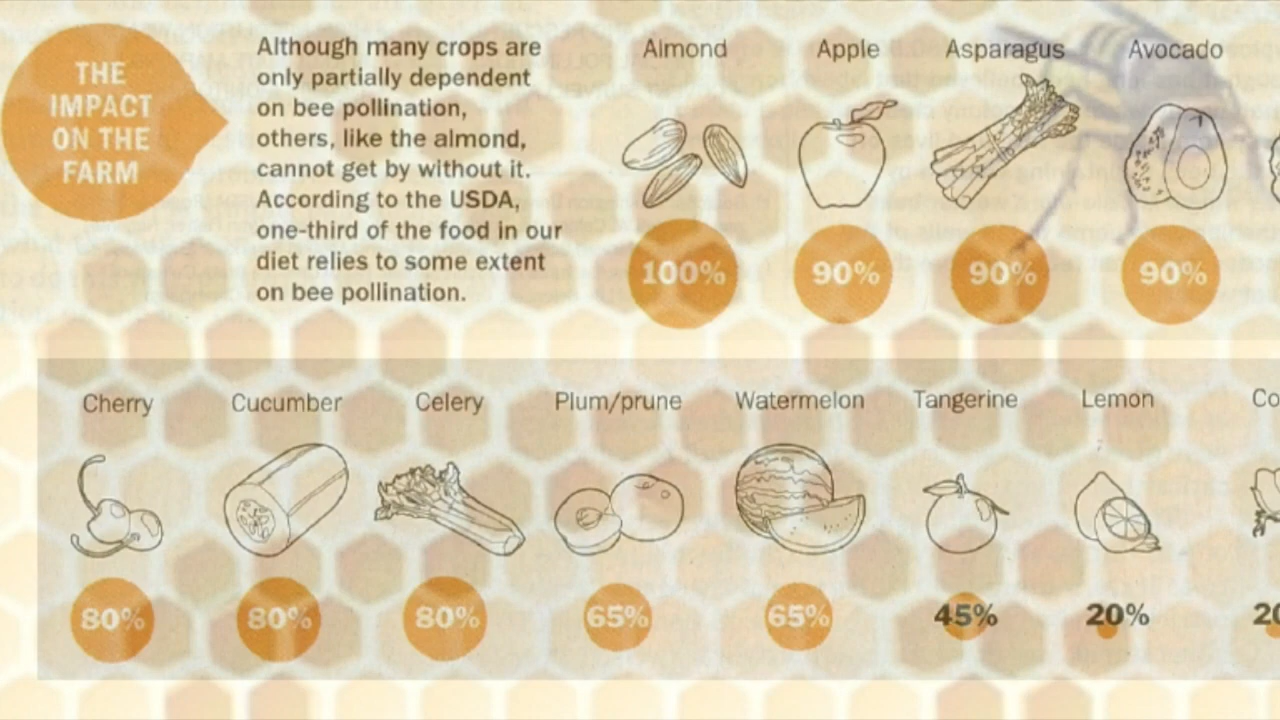 THE
IMPACT
ON THE
FARM
Although many crops are
only partially dependent
on bee pollination,
others, like the almond,
cannot get by without it.
According to the USDA,
one-third of the food in our
diet relies to some extent
on bee pollination.
Almond Apple Asparagus Avocado
100% 90% 90% 90%
Cherry Cucumber Celery Plum/prune Watermelon Tangerine Lemon Co
80% 80% 80% 65% 65% 45% 20% 20